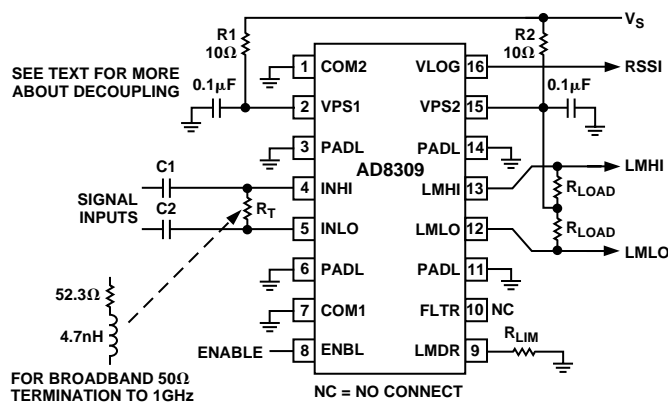 R1
10Ω
R2
10Ω
VS
SEE TEXT FOR MORE
ABOUT DECOUPLING
0.1μF
0.1μF
1
COM2
VLOG
16
RSSI
2
VPS1
VPS2
15
3
PADL
PADL
14
AD8309
C1
4
INHI
LMHI
13
LMHI
SIGNAL
INPUTS
RT
RLOAD
C2
5
INLO
LMLO
12
RLOAD
LMLO
6
PADL
PADL
11
52.3Ω
4.7nH
7
COM1
FLTR
10
NC
ENABLE
8
ENBL
LMDR
9
RLIM
FOR BROADBAND 50Ω
TERMINATION TO 1GHz
NC = NO CONNECT